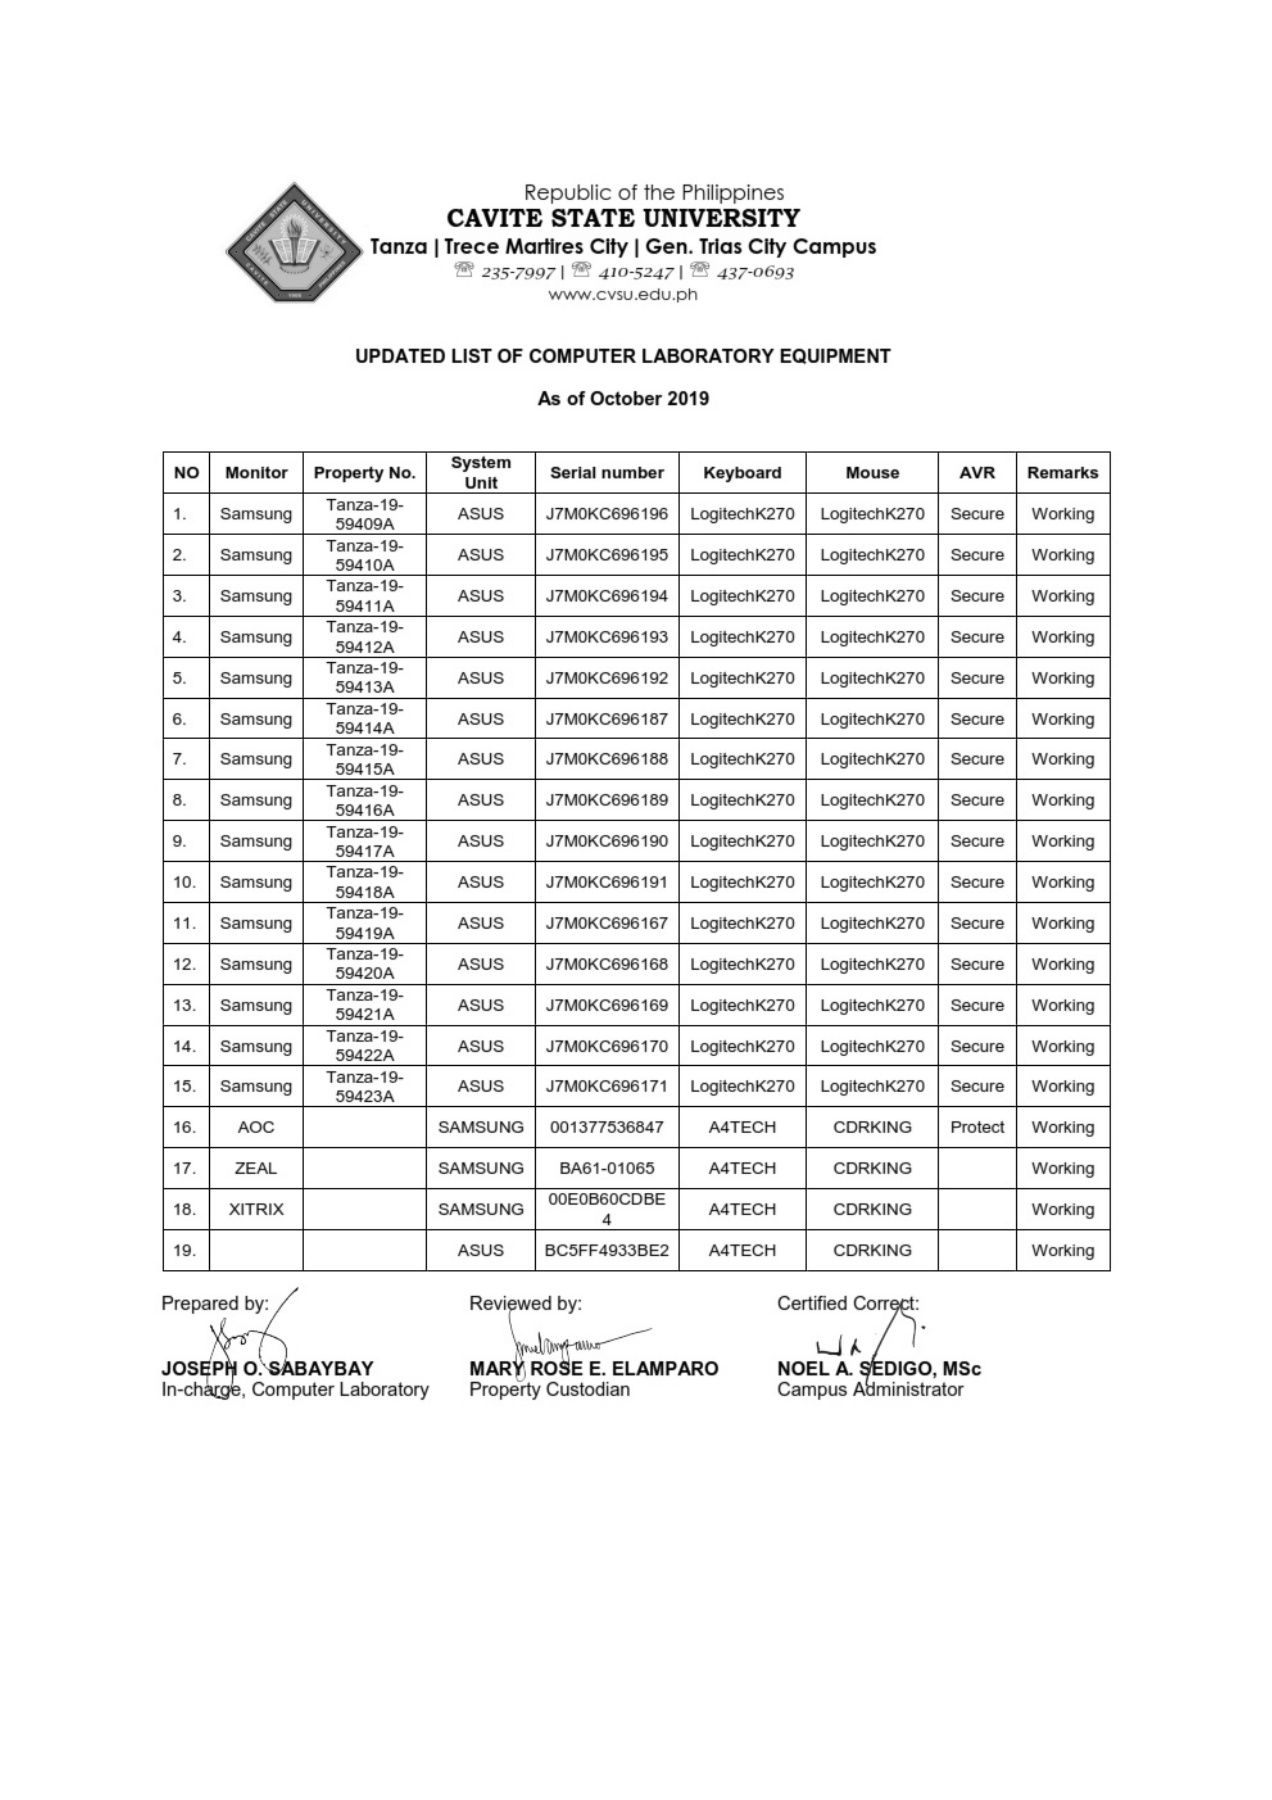 Republic of the Philippines
CAVITE STATE UNIVERSITY
Tanza | Trece Martires City | Gen. Trias City Campus
☏ 235-7997 | ☏ 410-5247 | ☏ 437-0693
www.cvsu.edu.ph
CAVITE STATE UNIVERSITY
CAVITE PHILIPPINES
UPDATED LIST OF COMPUTER LABORATORY EQUIPMENT
As of October 2019
NO Monitor Property No. System Unit Serial number Keyboard Mouse AVR Remarks
1. Samsung Tanza-19-59409A ASUS J7M0KC696196 LogitechK270 LogitechK270 Secure Working
2. Samsung Tanza-19-59410A ASUS J7M0KC696195 LogitechK270 LogitechK270 Secure Working
3. Samsung Tanza-19-59411A ASUS J7M0KC696194 LogitechK270 LogitechK270 Secure Working
4. Samsung Tanza-19-59412A ASUS J7M0KC696193 LogitechK270 LogitechK270 Secure Working
5. Samsung Tanza-19-59413A ASUS J7M0KC696192 LogitechK270 LogitechK270 Secure Working
6. Samsung Tanza-19-59414A ASUS J7M0KC696187 LogitechK270 LogitechK270 Secure Working
7. Samsung Tanza-19-59415A ASUS J7M0KC696188 LogitechK270 LogitechK270 Secure Working
8. Samsung Tanza-19-59416A ASUS J7M0KC696189 LogitechK270 LogitechK270 Secure Working
9. Samsung Tanza-19-59417A ASUS J7M0KC696190 LogitechK270 LogitechK270 Secure Working
10. Samsung Tanza-19-59418A ASUS J7M0KC696191 LogitechK270 LogitechK270 Secure Working
11. Samsung Tanza-19-59419A ASUS J7M0KC696167 LogitechK270 LogitechK270 Secure Working
12. Samsung Tanza-19-59420A ASUS J7M0KC696168 LogitechK270 LogitechK270 Secure Working
13. Samsung Tanza-19-59421A ASUS J7M0KC696169 LogitechK270 LogitechK270 Secure Working
14. Samsung Tanza-19-59422A ASUS J7M0KC696170 LogitechK270 LogitechK270 Secure Working
15. Samsung Tanza-19-59423A ASUS J7M0KC696171 LogitechK270 LogitechK270 Secure Working
16. AOC SAMSUNG 001377536847 A4TECH CDRKING Protect Working
17. ZEAL SAMSUNG BA61-01065 A4TECH CDRKING Working
18. XITRIX SAMSUNG 00E0B60CDBE4 A4TECH CDRKING Working
19. ASUS BC5FF4933BE2 A4TECH CDRKING Working
Prepared by: Reviewed by: Certified Correct:
JOSEPH O. SABAYBAY MARY ROSE E. ELAMPARO NOEL A. SEDIGO, MSc
In-charge, Computer Laboratory Property Custodian Campus Administrator